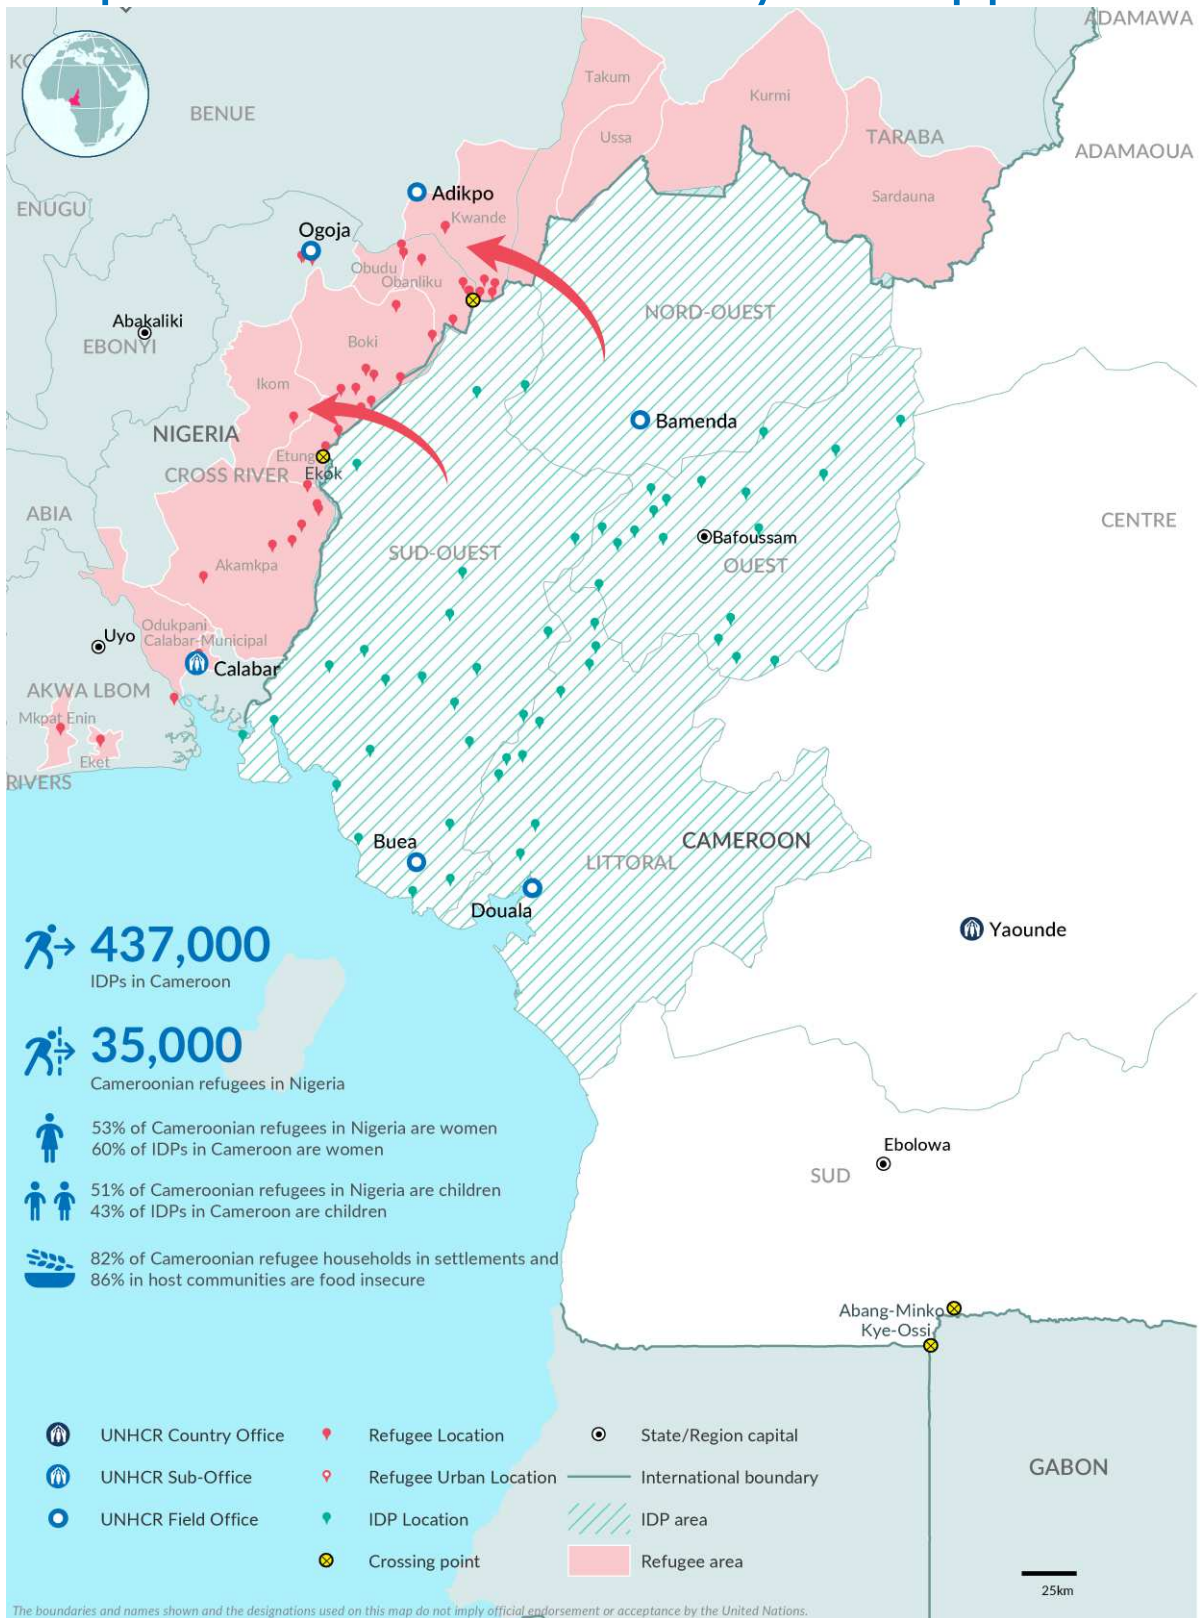 ADAMAWA
KO
Takum
Kurmi
BENUE
Ussa
TARABA
ADAMAOUA
Adikpo
Sardauna
ENUGU
Kwande
Ogoja
Obudu
Obanliku
NORD-OUEST
Abakaliki
EBONYI
Boki
Ikom
Bamenda
NIGERIA
Etung
CROSS RIVER
Ekok
ABIA
CENTRE
SUD-OUEST
Bafoussam
OUEST
Akamkpa
Odukpani
Uyo
Calabar-Municipal
Calabar
AKWA LBOM
Mkpat Enin
Eket
RIVERS
Buea
CAMEROON
LITTORAL
Douala
Yaounde
437,000
IDPs in Cameroon
35,000
Cameroonian refugees in Nigeria
53% of Cameroonian refugees in Nigeria are women
60% of IDPs in Cameroon are women
Ebolowa
SUD
51% of Cameroonian refugees in Nigeria are children
43% of IDPs in Cameroon are children
82% of Cameroonian refugee households in settlements and
86% in host communities are food insecure
Abang-Minko
Kye-Ossi
UNHCR Country Office
Refugee Location
State/Region capital
UNHCR Sub-Office
Refugee Urban Location
International boundary
GABON
UNHCR Field Office
IDP Location
IDP area
Crossing point
Refugee area
25km
The boundaries and names shown and the designations used on this map do not imply official endorsement or acceptance by the United Nations.